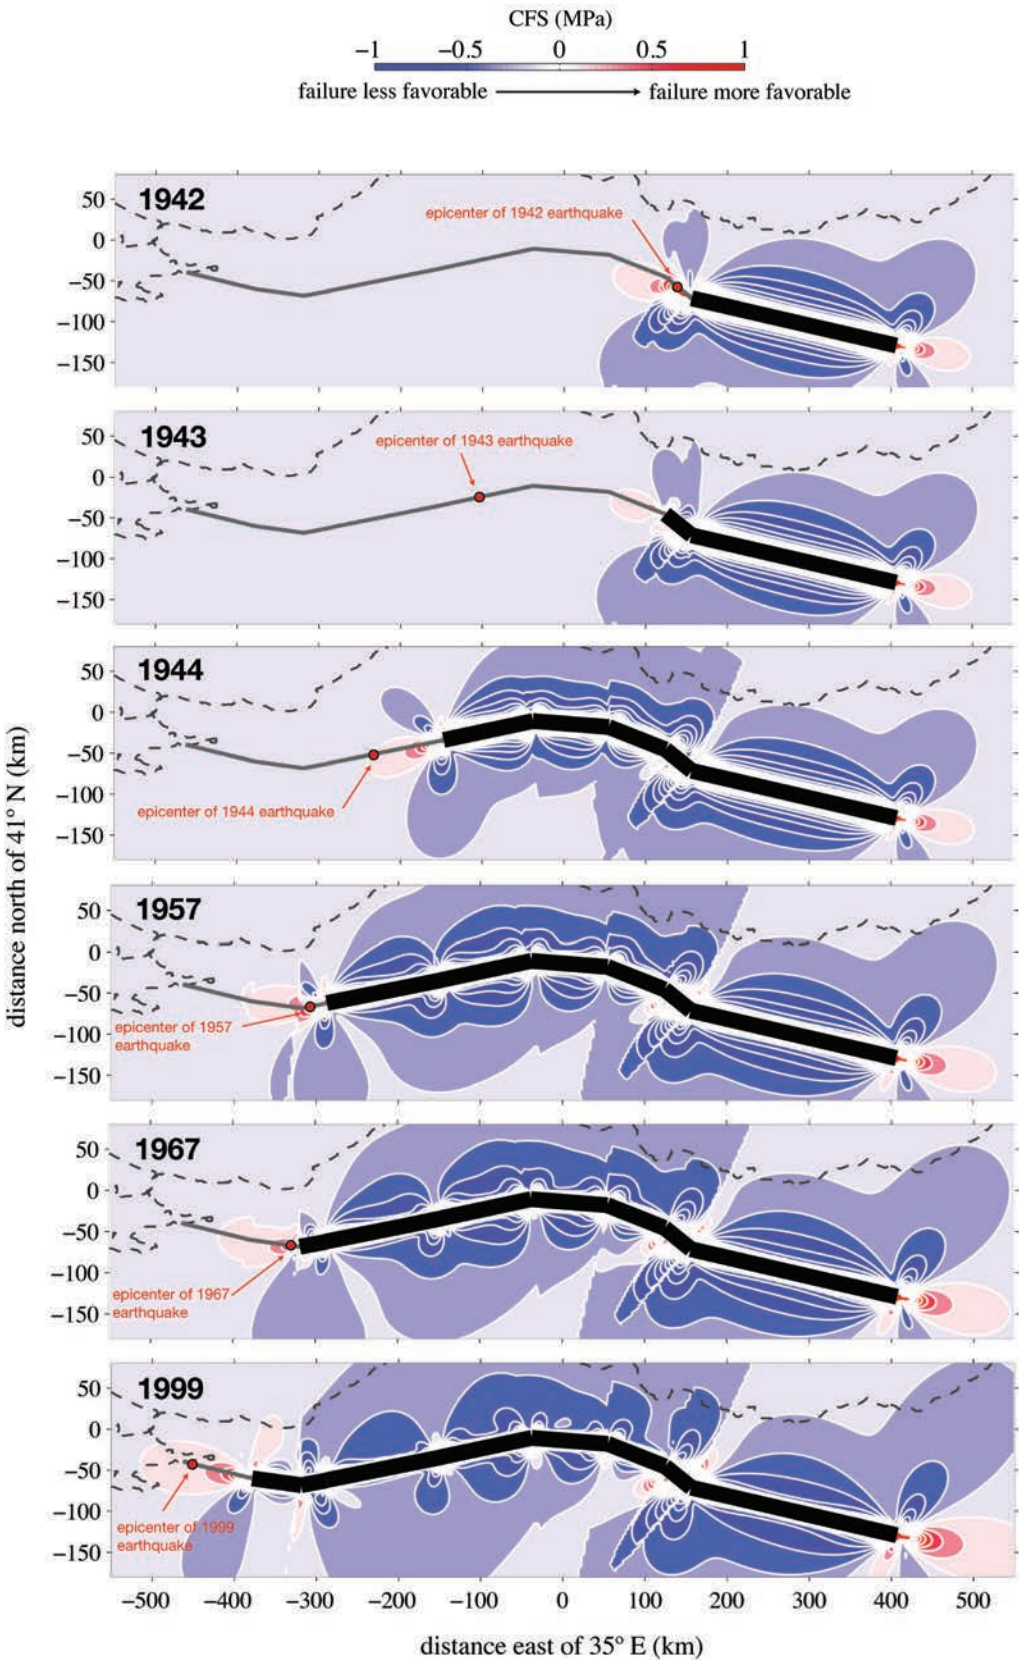 CFS (MPa)
−1 −0.5 0 0.5 1
failure less favorable failure more favorable
distance north of 41° N (km)
1942
epicenter of 1942 earthquake
50
0
−50
−100
−150
1943
epicenter of 1943 earthquake
50
0
−50
−100
−150
1944
epicenter of 1944 earthquake
50
0
−50
−100
−150
1957
epicenter of 1957
earthquake
50
0
−50
−100
−150
1967
epicenter of 1967
earthquake
50
0
−50
−100
−150
1999
epicenter of 1999
earthquake
50
0
−50
−100
−150
−500 −400 −300 −200 −100 0 100 200 300 400 500
distance east of 35° E (km)